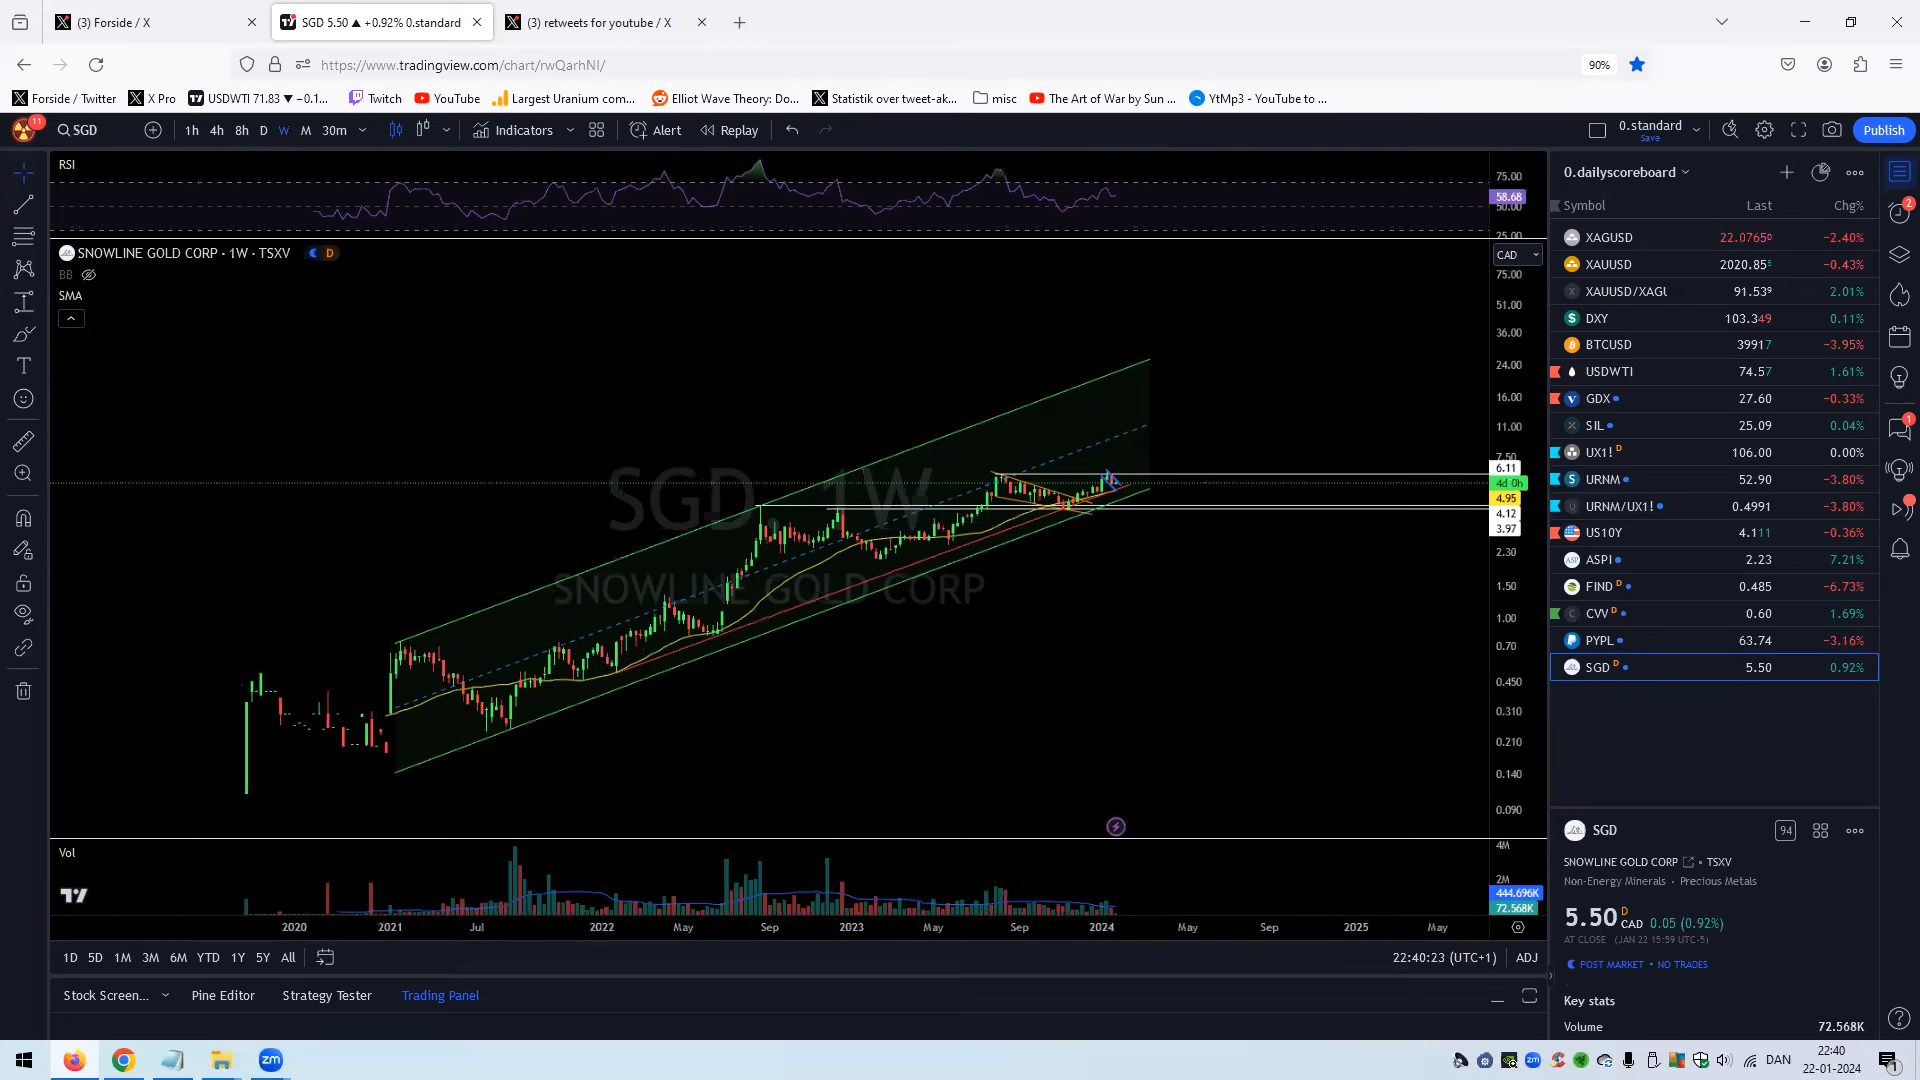 (3) Forside / X
SGD 5.50 ▲ +0.92% 0.standard
(3) retweets for youtube / X
https://www.tradingview.com/chart/rwQarhNI/
90%
Forside / Twitter
X Pro
USDWTI 71.83 ▼ −0.1...
Twitch
YouTube
Largest Uranium com...
Elliot Wave Theory: Do...
Statistik over tweet-ak...
misc
The Art of War by Sun ...
YtMp3 - YouTube to ...
11
SGD
1h
4h
8h
D
W
M
30m
Indicators
Alert
Replay
0.standard
Save
Publish
RSI
75.00
58.68
50.00
25.00
SNOWLINE GOLD CORP · 1W · TSXV
D
BB
SMA
CAD
75.00
51.00
36.00
24.00
16.00
11.00
7.50
6.11
4d 0h
4.95
4.12
3.97
2.30
1.50
1.00
0.70
0.450
0.310
0.210
0.140
0.090
SGD, 1W
SNOWLINE GOLD CORP
Vol
4M
2M
444.696K
72.568K
2020
2021
Jul
2022
May
Sep
2023
May
Sep
2024
May
Sep
2025
May
1D
5D
1M
3M
6M
YTD
1Y
5Y
All
22:40:23 (UTC+1)
ADJ
Stock Screen...
Pine Editor
Strategy Tester
Trading Panel
0.dailyscoreboard
Symbol Last Chg%
XAGUSD 22.0765⁰ −2.40%
XAUUSD 2020.85⁵ −0.43%
XAUUSD/XAGU 91.53⁹ 2.01%
DXY 103.349 0.11%
BTCUSD 39917 −3.95%
USDWTI 74.57 1.61%
GDX 27.60 −0.33%
SIL 25.09 0.04%
UX1! D 106.00 0.00%
URNM 52.90 −3.80%
URNM/UX1! 0.4991 −3.80%
US10Y 4.111 −0.36%
ASPI 2.23 7.21%
FIND D 0.485 −6.73%
CVV D 0.60 1.69%
PYPL 63.74 −3.16%
SGD D 5.50 0.92%
2
1
SGD
94
SNOWLINE GOLD CORP • TSXV
Non-Energy Minerals • Precious Metals
5.50 D CAD 0.05 (0.92%)
AT CLOSE (JAN 22 15:59 UTC-5)
POST MARKET • NO TRADES
Key stats
Volume 72.568K
zm
zm
DAN
22:40
22-01-2024
1